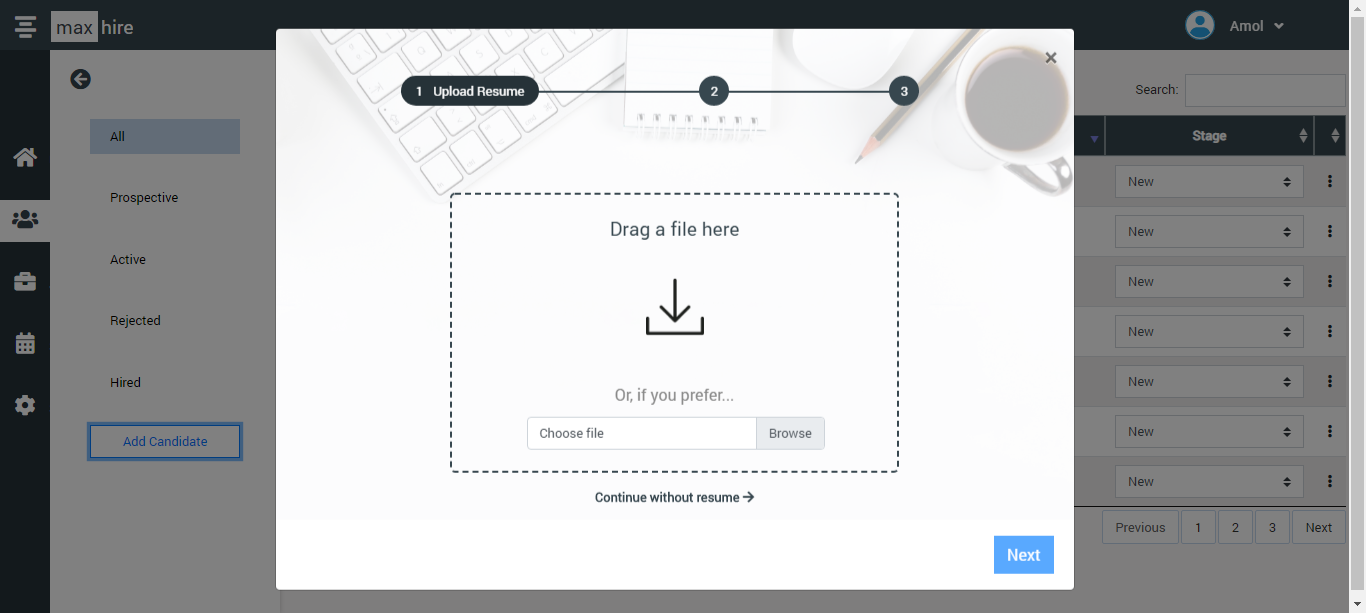 max hire
Amol
All
Prospective
Active
Rejected
Hired
Add Candidate
1 Upload Resume
2
3
×
Drag a file here
Or, if you prefer...
Choose file
Browse
Continue without resume
Next
Search:
Stage
New
New
New
New
New
New
New
Previous
1
2
3
Next